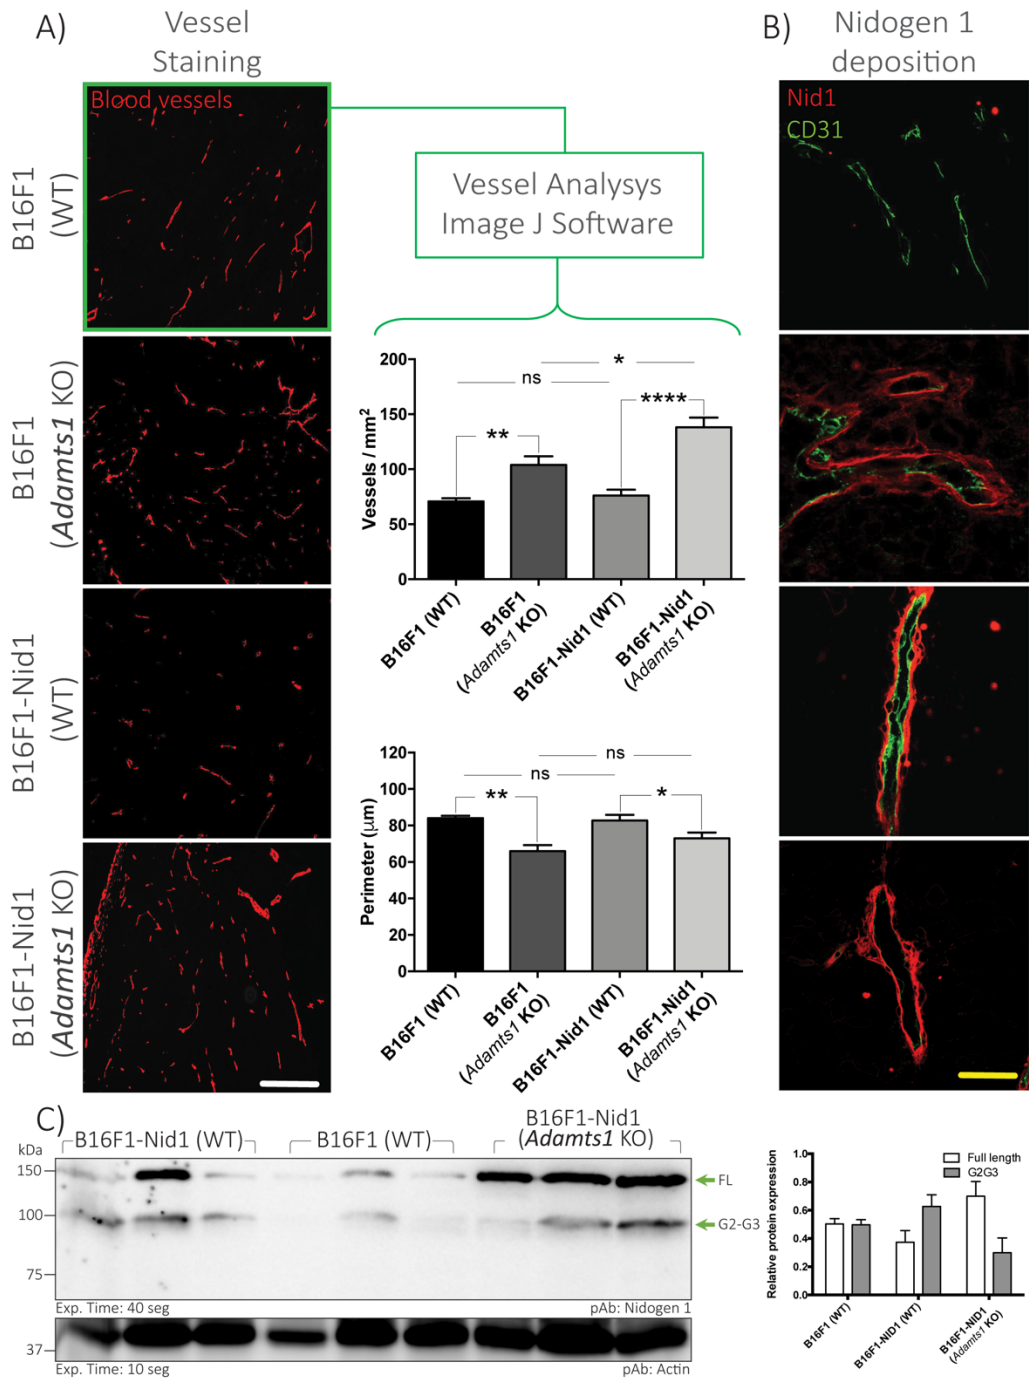 A)
Vessel
Staining
Blood vessels
B16F1
(WT)
B16F1
(Adamts1 KO)
B16F1-Nid1
(WT)
B16F1-Nid1
(Adamts1 KO)
Vessel Analysys
Image J Software
Vessels / mm²
200
150
100
50
0
ns
*
**
****
B16F1 (WT)
B16F1
(Adamts1 KO)
B16F1-Nid1 (WT)
B16F1-Nid1
(Adamts1 KO)
Perimeter (µm)
120
100
80
60
40
20
0
ns
ns
**
*
B16F1 (WT)
B16F1
(Adamts1 KO)
B16F1-Nid1 (WT)
B16F1-Nid1
(Adamts1 KO)
B)
Nidogen 1
deposition
Nid1
CD31
C)
B16F1-Nid1 (WT)
B16F1 (WT)
B16F1-Nid1
(Adamts1 KO)
kDa
150
100
75
37
FL
G2-G3
Exp. Time: 40 seg
pAb: Nidogen 1
Exp. Time: 10 seg
pAb: Actin
Relative protein expression
1.0
0.8
0.6
0.4
0.2
0.0
Full length
G2G3
B16F1 (WT)
B16F1-NID1 (WT)
B16F1-NID1
(Adamts1 KO)